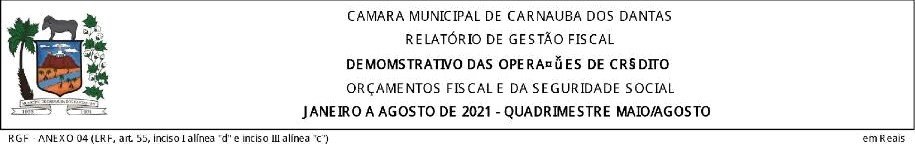 CAMARA MUNICIPAL DE CARNAUBA DOS DANTAS
RELATÓRIO DE GESTÃO FISCAL
DEMOMSTRATIVO DAS OPERA¤ÜES DE CR§DITO
ORÇAMENTOS FISCAL E DA SEGURIDADE SOCIAL
JANEIRO A AGOSTO DE 2021 - QUADRIMESTRE MAIO/AGOSTO
RGF - ANEXO 04 (LRF, art. 55, inciso I alínea "d" e inciso III alínea "c")
em Reais